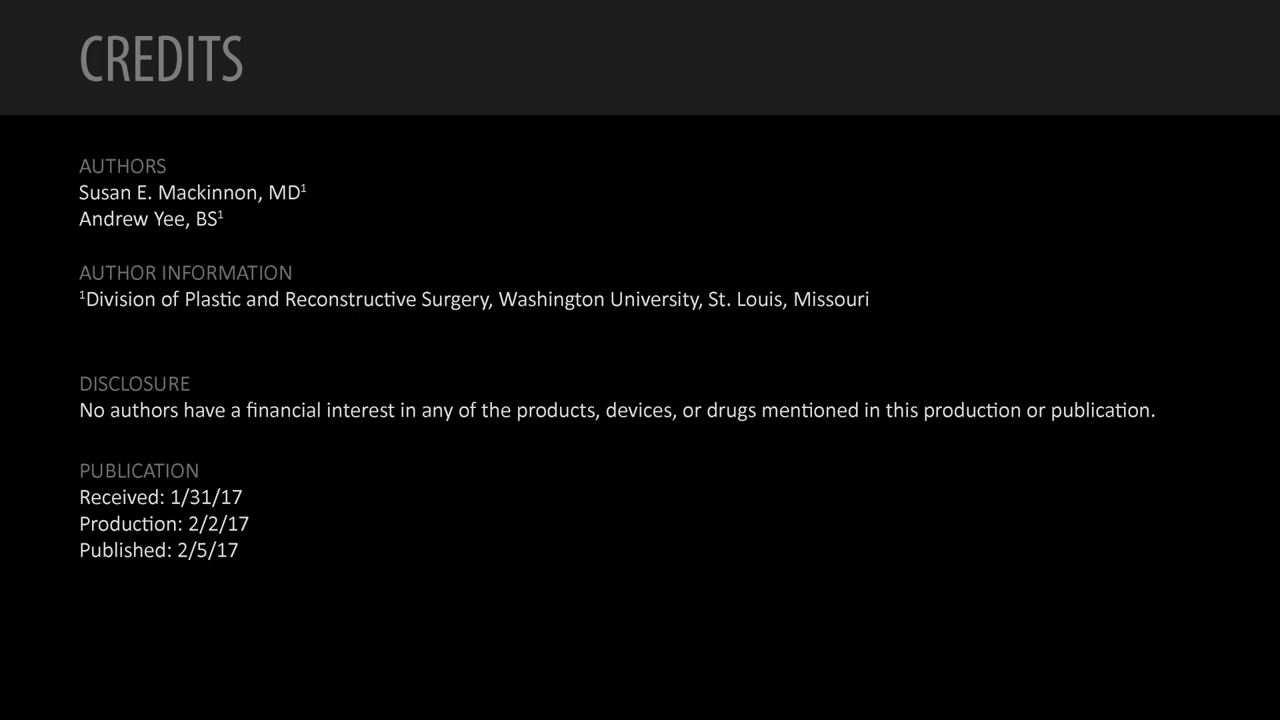 CREDITS
AUTHORS
Susan E. Mackinnon, MD¹
Andrew Yee, BS¹
AUTHOR INFORMATION
¹Division of Plastic and Reconstructive Surgery, Washington University, St. Louis, Missouri
DISCLOSURE
No authors have a financial interest in any of the products, devices, or drugs mentioned in this production or publication.
PUBLICATION
Received: 1/31/17
Production: 2/2/17
Published: 2/5/17